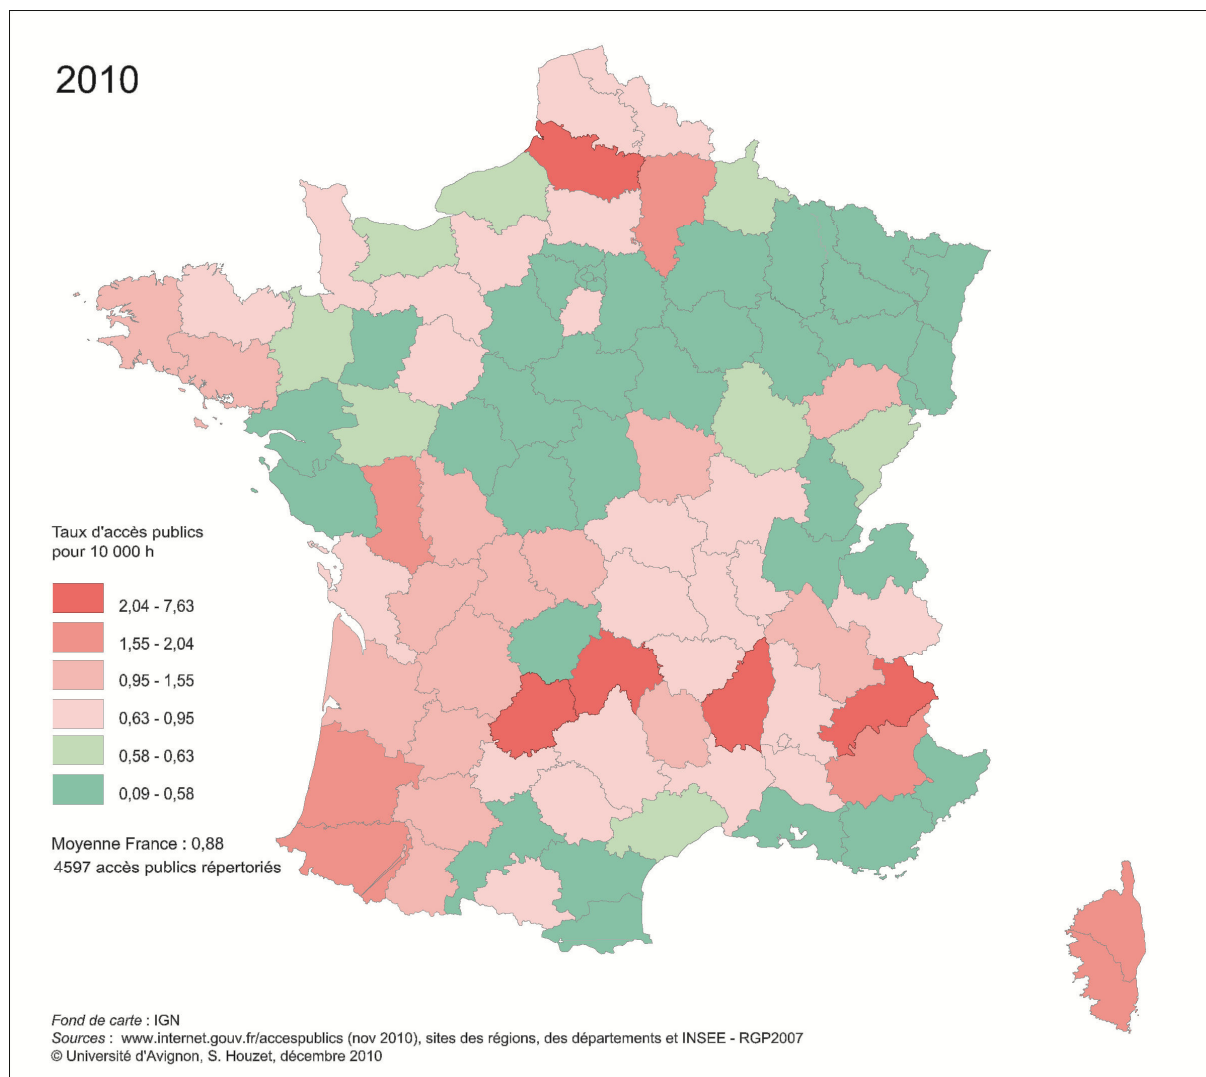 2010
Taux d'accès publics
pour 10 000 h
2,04 - 7,63
1,55 - 2,04
0,95 - 1,55
0,63 - 0,95
0,58 - 0,63
0,09 - 0,58
Moyenne France : 0,88
4597 accès publics répertoriés
Fond de carte : IGN
Sources : www.internet.gouv.fr/accespublics (nov 2010), sites des régions, des départements et INSEE - RGP2007
© Université d'Avignon, S. Houzet, décembre 2010